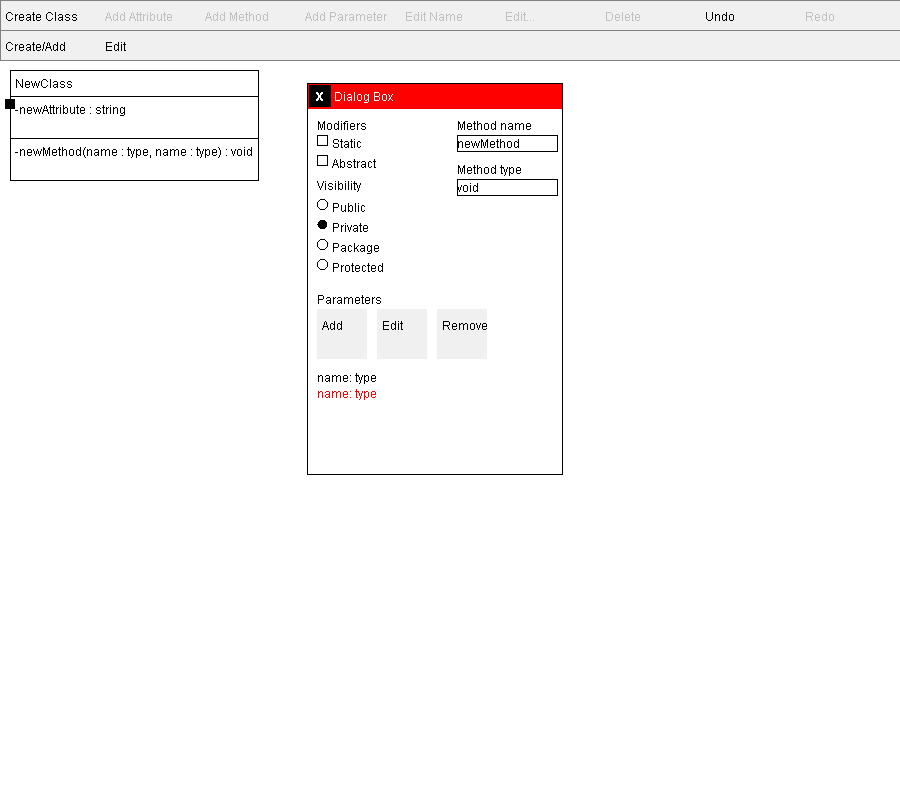 Create Class Add Attribute Add Method Add Parameter Edit Name Edit... Delete Undo Redo
Create/Add Edit
NewClass
-newAttribute : string
-newMethod(name : type, name : type) : void
X Dialog Box
Modifiers
Static
Abstract
Visibility
Public
Private
Package
Protected
Method name
newMethod
Method type
void
Parameters
Add Edit Remove
name: type
name: type